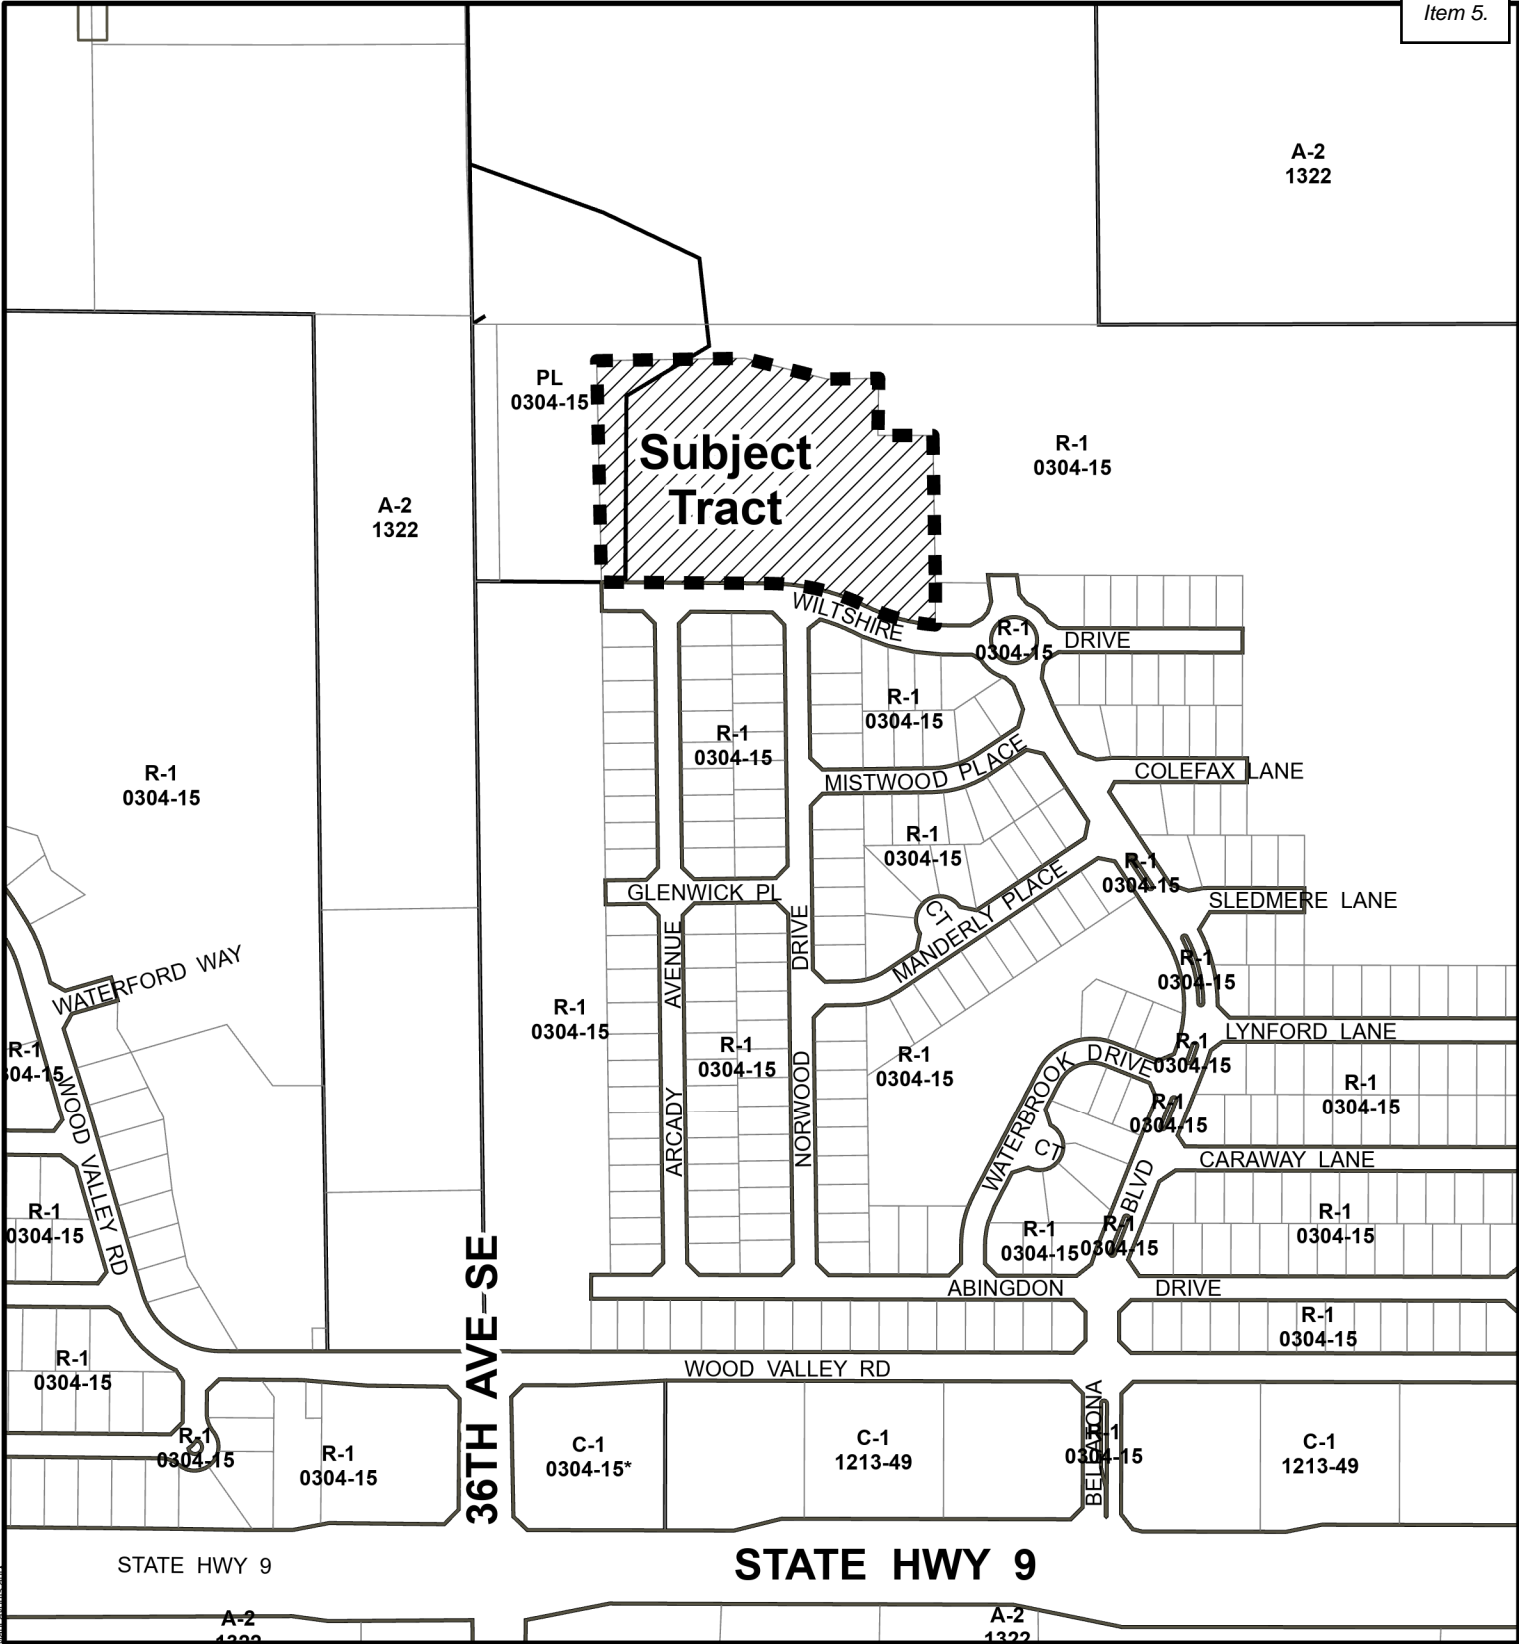 Item 5.
A-2
1322
PL
0304-15
Subject
Tract
R-1
0304-15
A-2
1322
WILTSHIRE
R-1
0304-15
DRIVE
R-1
0304-15
R-1
0304-15
MISTWOOD PLACE
COLEFAX LANE
R-1
0304-15
R-1
0304-15
R-1
0304-15
GLENWICK PL
CT
MANDERLY PLACE
SLEDMERE LANE
AVENUE
DRIVE
WATERFORD WAY
R-1
0304-15
R-1
0304-15
LYNFORD LANE
R-1
0304-15
R-1
0304-15
R-1
0304-15
R-1
304-15
WOOD VALLEY RD
WATERBROOK DRIVE
R-1
0304-15
R-1
0304-15
ARCADY
NORWOOD
CT
CARAWAY LANE
BLVD
R-1
0304-15
R-1
0304-15
R-1
0304-15
R-1
0304-15
36TH AVE SE
ABINGDON
DRIVE
R-1
0304-15
R-1
0304-15
WOOD VALLEY RD
BELLATONA
R-1
0304-15
R-1
0304-15
R-1
0304-15
C-1
0304-15*
C-1
1213-49
C-1
1213-49
STATE HWY 9
STATE HWY 9
A-2
1322
A-2
1322